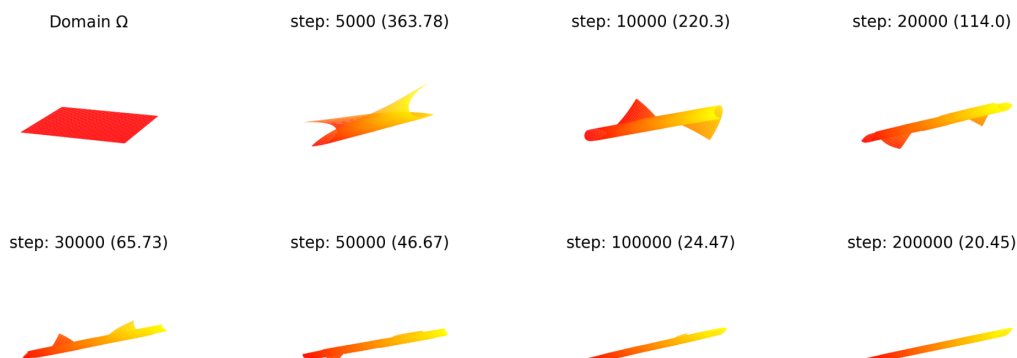 Domain Ω
step: 5000 (363.78)
step: 10000 (220.3)
step: 20000 (114.0)
step: 30000 (65.73)
step: 50000 (46.67)
step: 100000 (24.47)
step: 200000 (20.45)